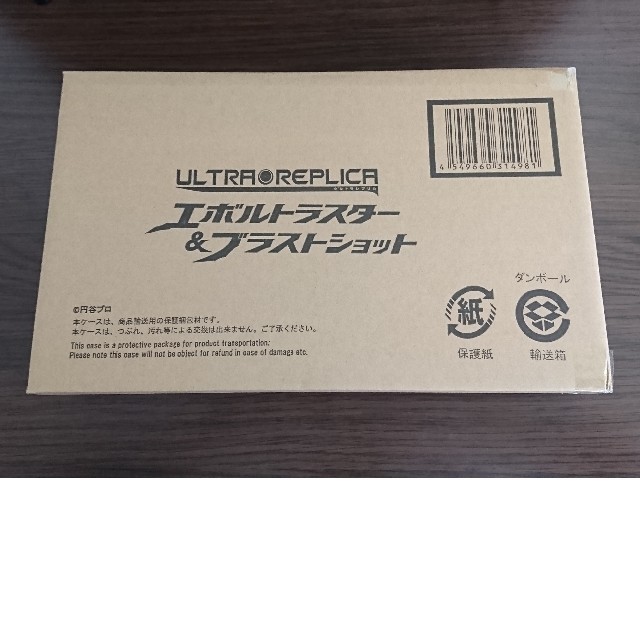 4 549660 314981
ULTRA REPLICA
ウルトラレプリカ
エボルトラスター
&ブラストショット
ダンボール
©円谷プロ
本ケースは、商品輸送用の保護梱包材です。
本ケースは、つぶれ、汚れ等による交換は出来ません。ご了承ください。
This case is a protective package for product transportation:
Please note this case will not be object for refund in case of damage etc.
紙
保護紙
輸送箱